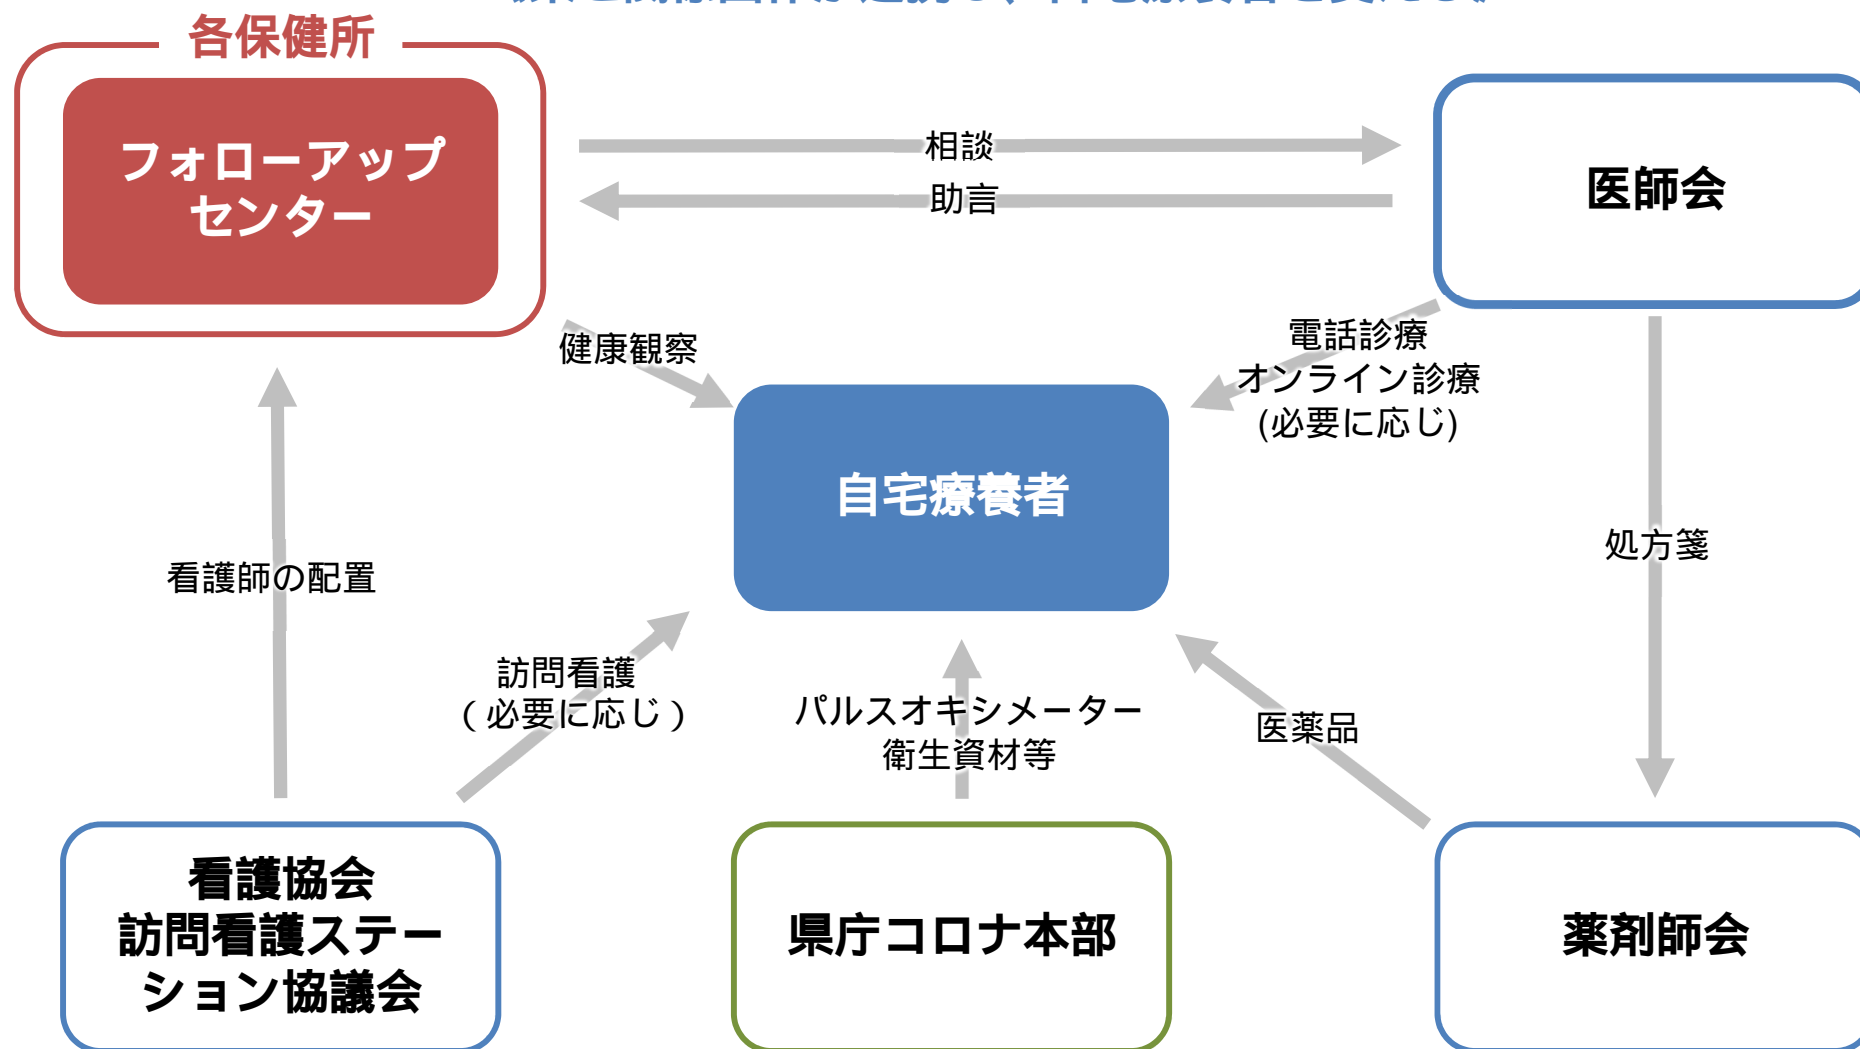 各保健所
フォローアップ
センター
相談
助言
医師会
健康観察
電話診療
オンライン診療
(必要に応じ)
自宅療養者
看護師の配置
処方箋
訪問看護
（必要に応じ）
パルスオキシメーター
衛生資材等
医薬品
看護協会
訪問看護ステー
ション協議会
県庁コロナ本部
薬剤師会